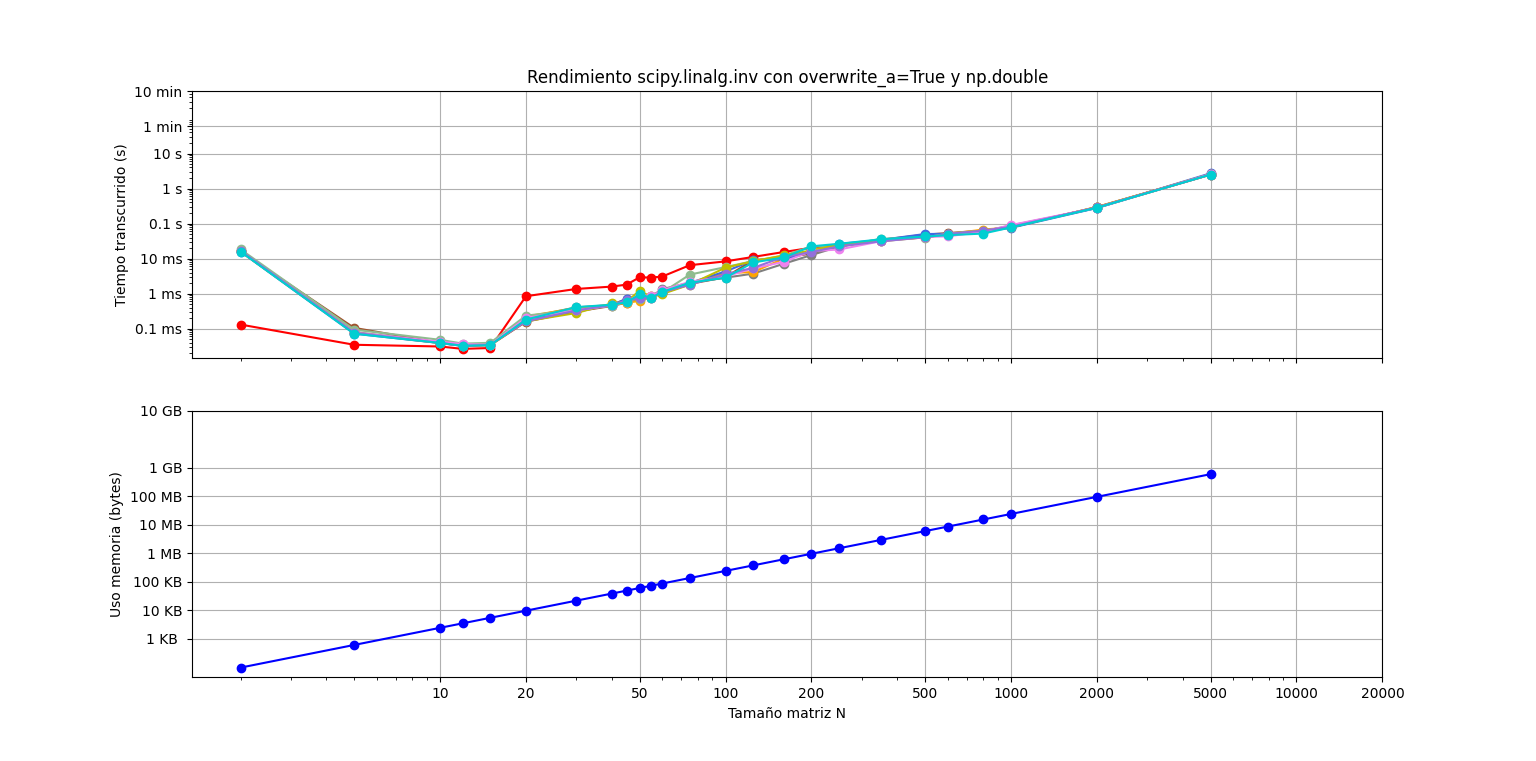 Rendimiento scipy.linalg.inv con overwrite_a=True y np.double
Tiempo transcurrido (s)
10 min
1 min
10 s
1 s
0.1 s
10 ms
1 ms
0.1 ms
Uso memoria (bytes)
10 GB
1 GB
100 MB
10 MB
1 MB
100 KB
10 KB
1 KB
10 20 50 100 200 500 1000 2000 5000 10000 20000
Tamaño matriz N